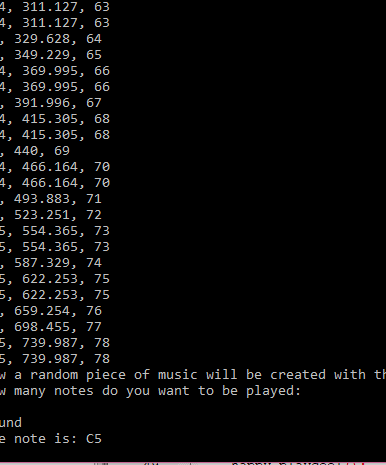 4, 311.127, 63
4, 311.127, 63
, 329.628, 64
, 349.229, 65
4, 369.995, 66
4, 369.995, 66
, 391.996, 67
4, 415.305, 68
4, 415.305, 68
, 440, 69
4, 466.164, 70
4, 466.164, 70
, 493.883, 71
, 523.251, 72
5, 554.365, 73
5, 554.365, 73
, 587.329, 74
5, 622.253, 75
5, 622.253, 75
, 659.254, 76
, 698.455, 77
5, 739.987, 78
5, 739.987, 78
w a random piece of music will be created with th
w many notes do you want to be played:
und
e note is: C5